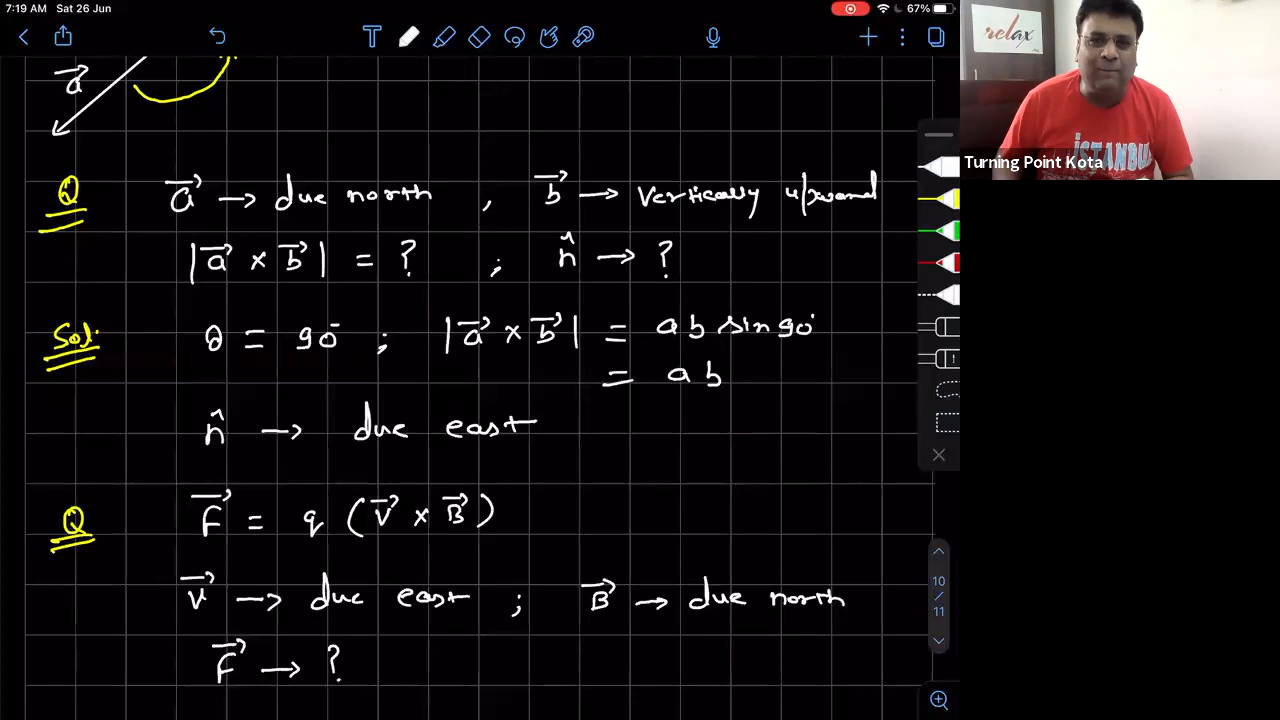 7:19 AM Sat 26 Jun
67%
relax
T
a⃗
Turning Point Kota
İSTANBUL
Q a⃗ → due north , b⃗ → vertically upward
|a⃗ × b⃗| = ? ; n̂ → ?
Sol. θ = 90° ; |a⃗ × b⃗| = ab sin 90°
= ab
n̂ → due east
Q F⃗ = q (V⃗ × B⃗)
V⃗ → due east ; B⃗ → due north
F⃗ → ?
10
/
11